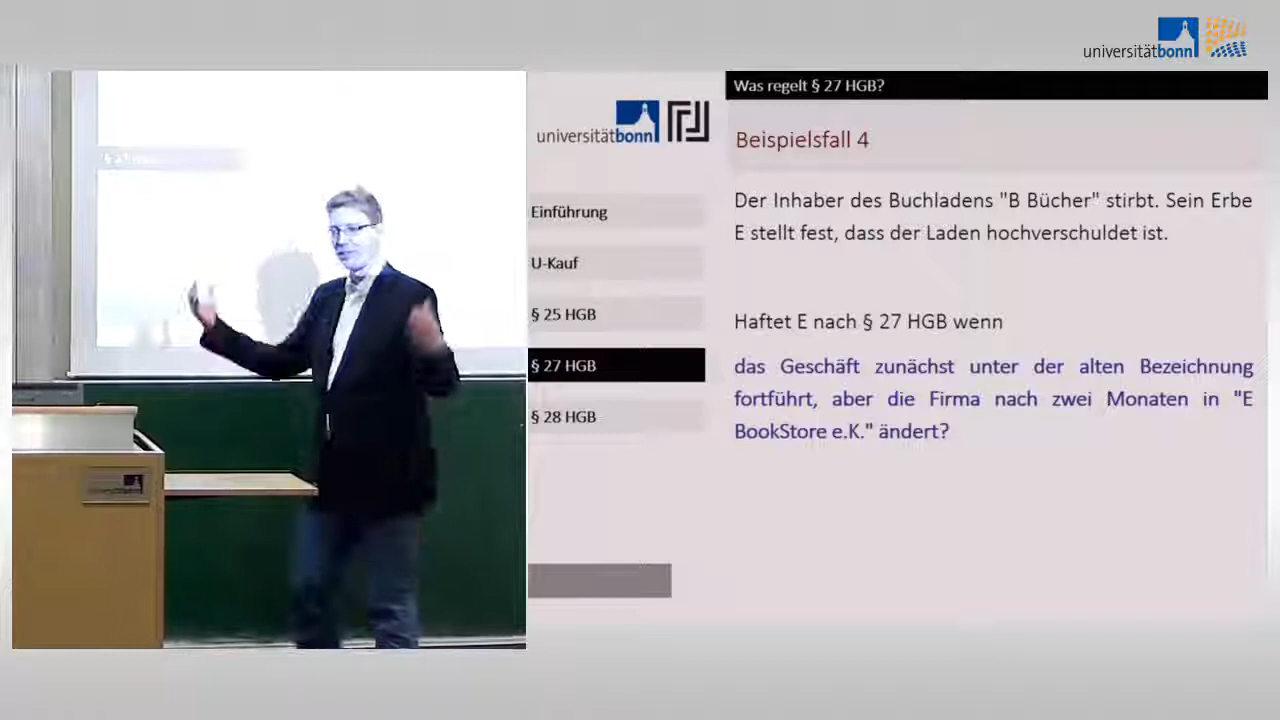 universitätbonn
Was regelt § 27 HGB?
universitätbonn
Beispielsfall 4
Der Inhaber des Buchladens "B Bücher" stirbt. Sein Erbe
E stellt fest, dass der Laden hochverschuldet ist.
Haftet E nach § 27 HGB wenn
das Geschäft zunächst unter der alten Bezeichnung
fortführt, aber die Firma nach zwei Monaten in "E
BookStore e.K." ändert?
Einführung
U-Kauf
§ 25 HGB
§ 27 HGB
§ 28 HGB